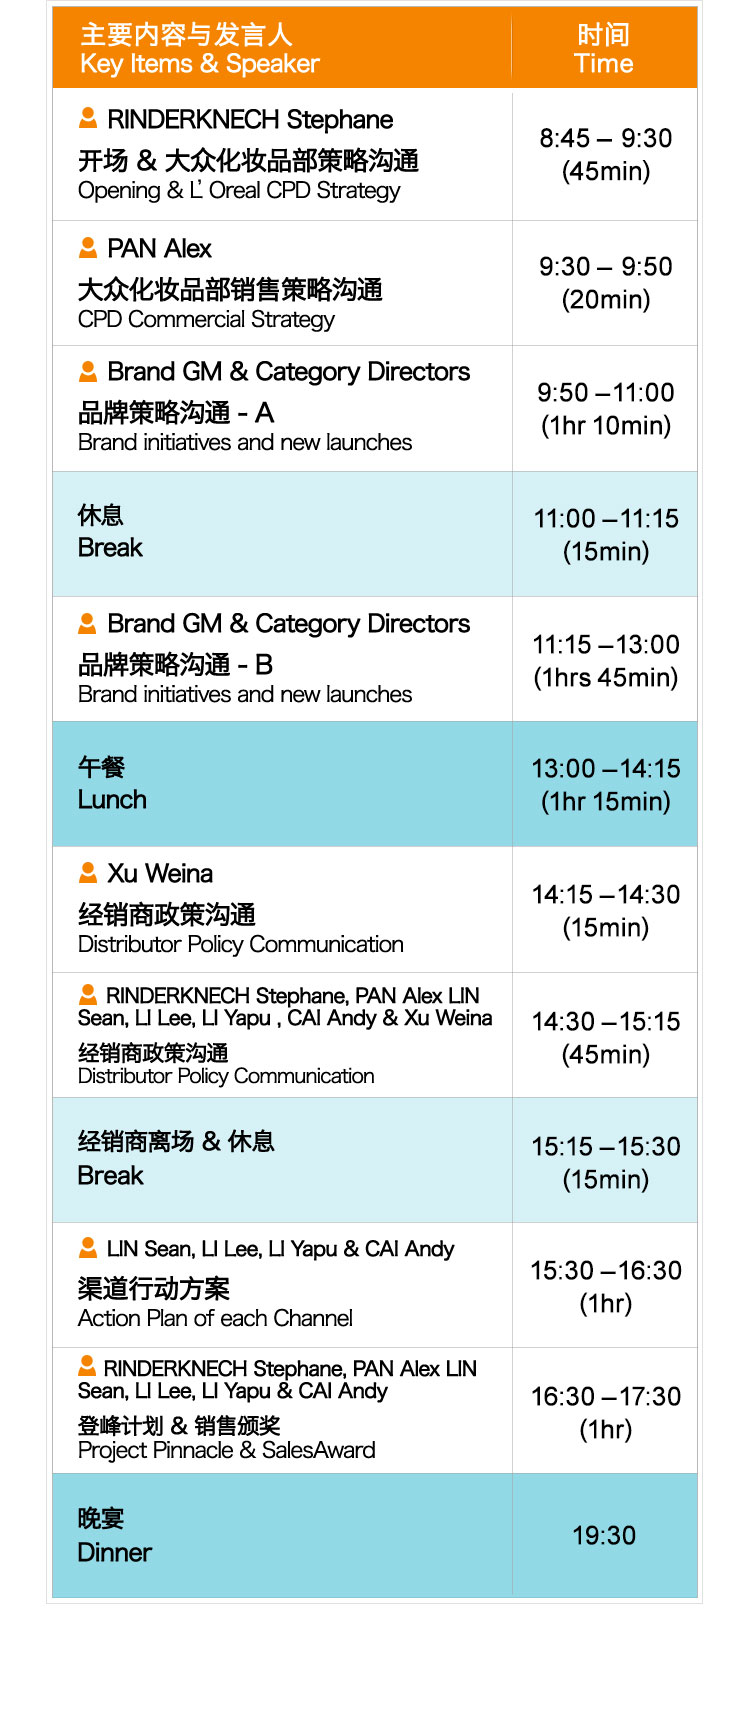 主要内容与发言人
Key Items & Speaker
时间
Time
RINDERKNECH Stephane
开场 & 大众化妆品部策略沟通
Opening & L’ Oreal CPD Strategy
8:45 – 9:30
(45min)
PAN Alex
大众化妆品部销售策略沟通
CPD Commercial Strategy
9:30 – 9:50
(20min)
Brand GM & Category Directors
品牌策略沟通 - A
Brand initiatives and new launches
9:50 –11:00
(1hr 10min)
休息
Break
11:00 –11:15
(15min)
Brand GM & Category Directors
品牌策略沟通 - B
Brand initiatives and new launches
11:15 –13:00
(1hrs 45min)
午餐
Lunch
13:00 –14:15
(1hr 15min)
Xu Weina
经销商政策沟通
Distributor Policy Communication
14:15 –14:30
(15min)
RINDERKNECH Stephane, PAN Alex LIN
Sean, LI Lee, LI Yapu , CAI Andy & Xu Weina
经销商政策沟通
Distributor Policy Communication
14:30 –15:15
(45min)
经销商离场 & 休息
Break
15:15 –15:30
(15min)
LIN Sean, LI Lee, LI Yapu & CAI Andy
渠道行动方案
Action Plan of each Channel
15:30 –16:30
(1hr)
RINDERKNECH Stephane, PAN Alex LIN
Sean, LI Lee, LI Yapu & CAI Andy
登峰计划 & 销售颁奖
Project Pinnacle & SalesAward
16:30 –17:30
(1hr)
晚宴
Dinner
19:30